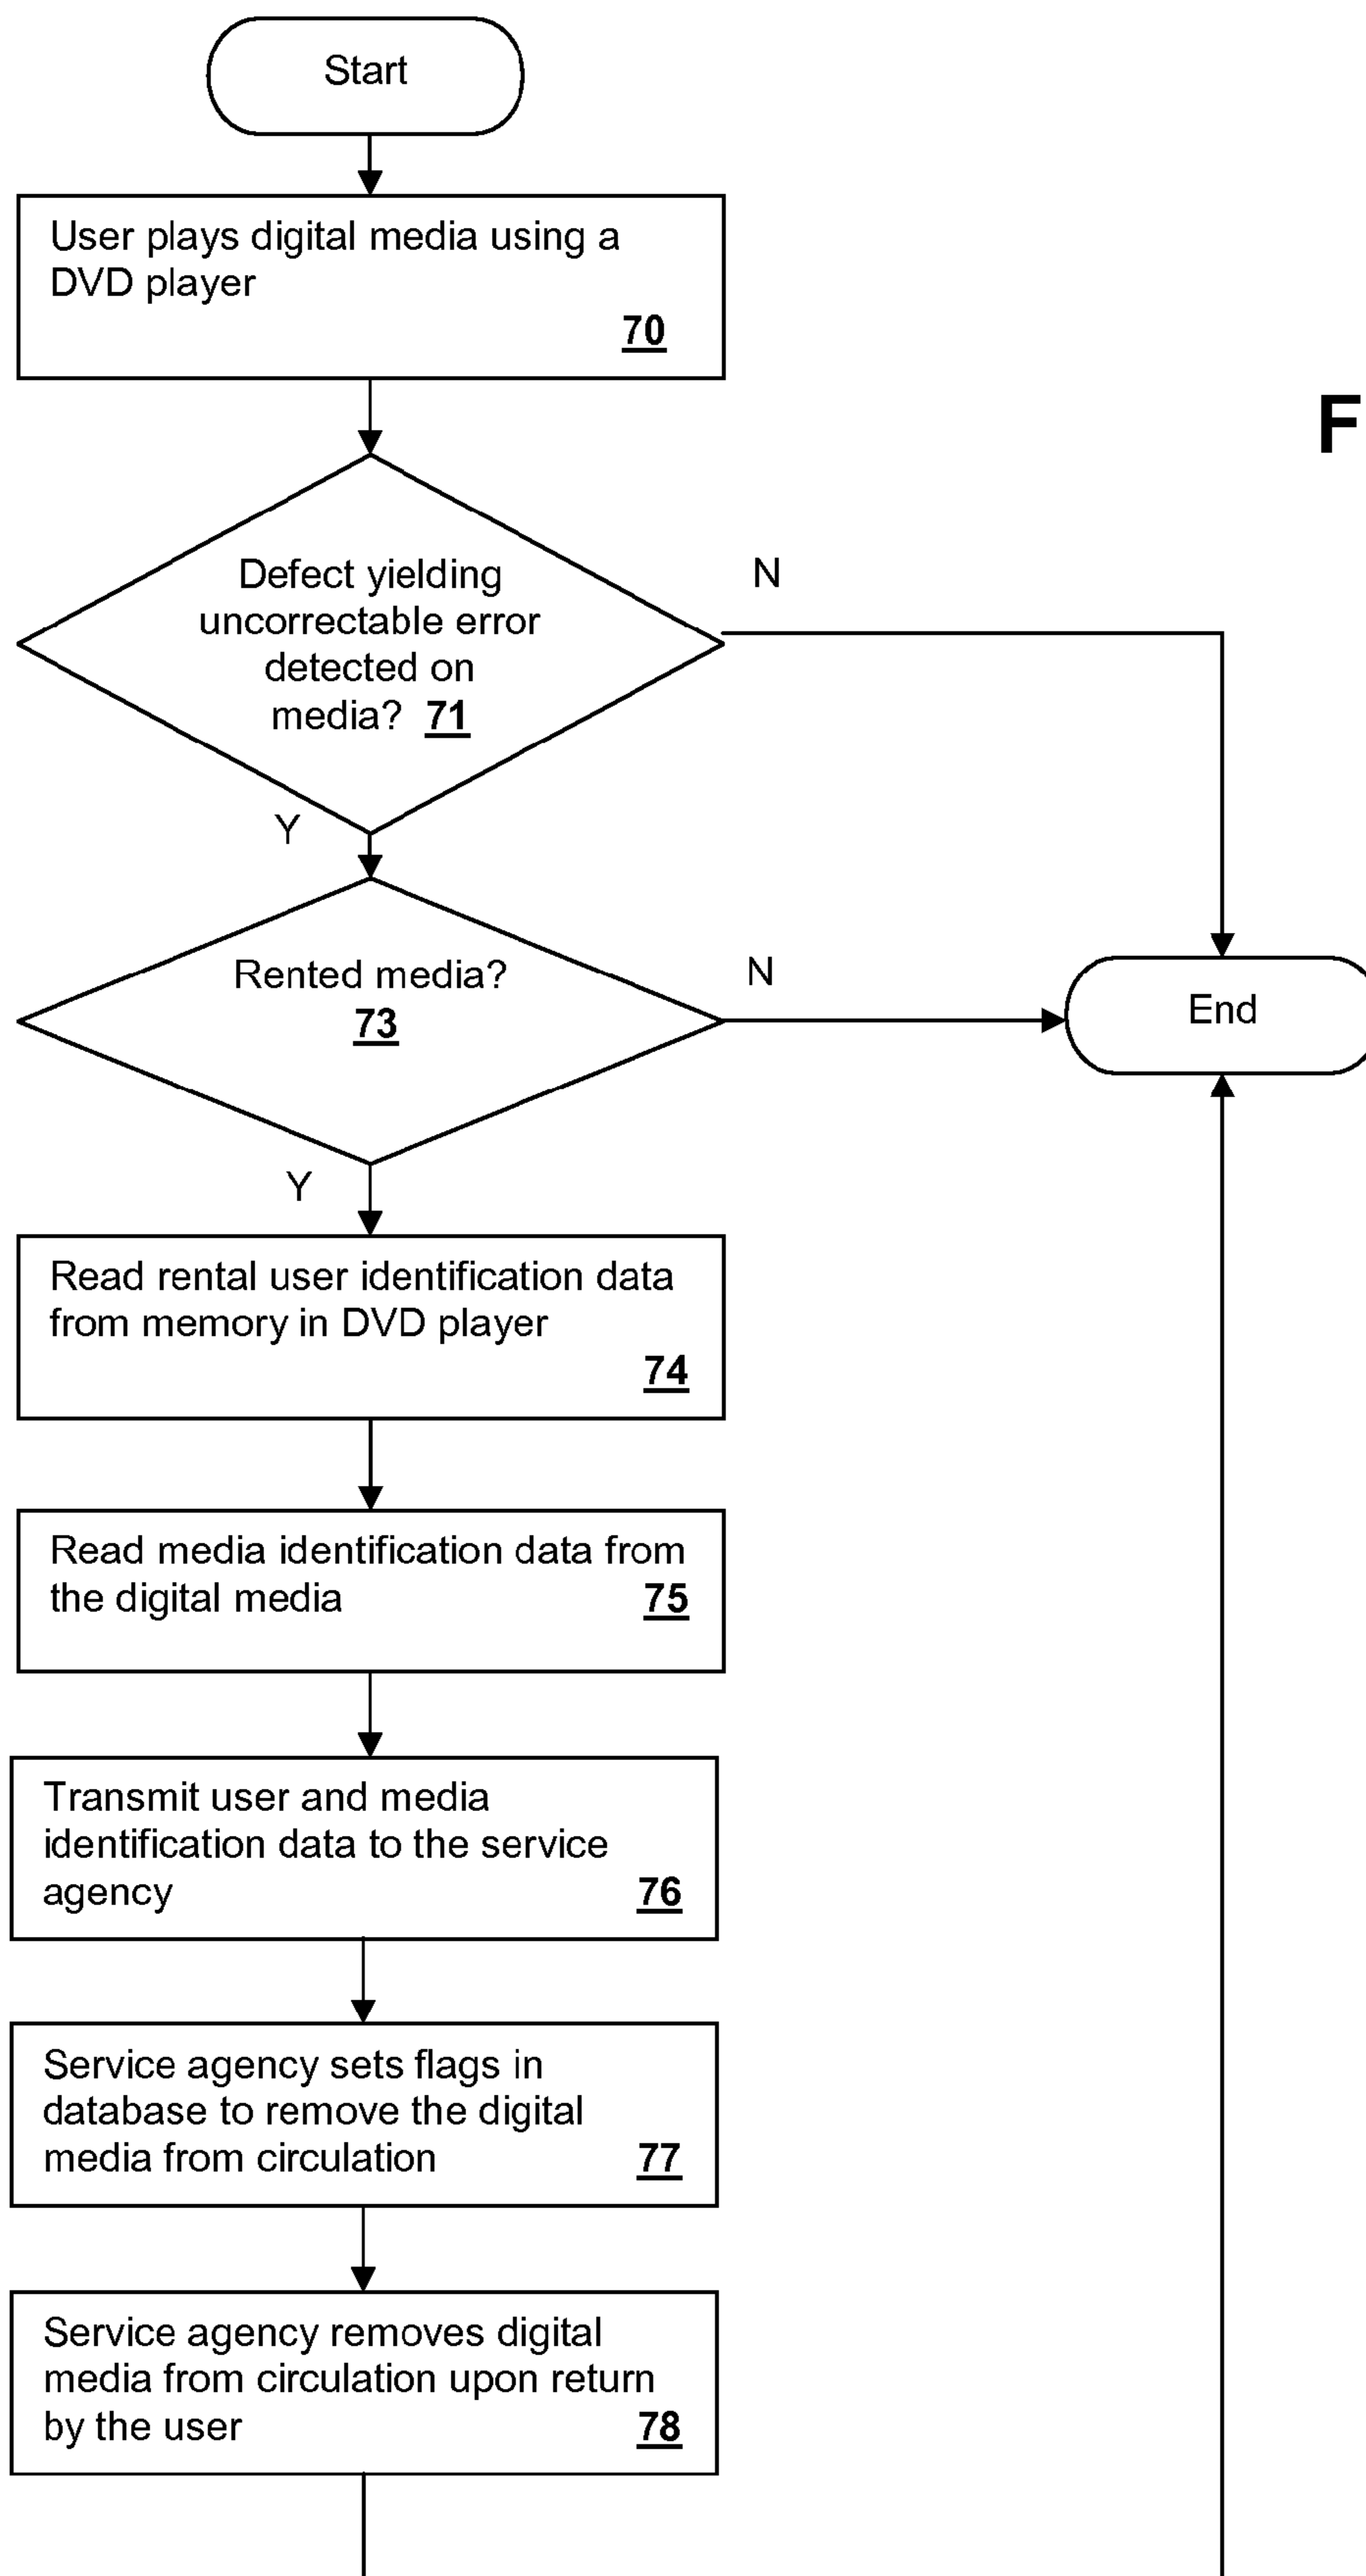 Start
User plays digital media using a
DVD player
70
F
Defect yielding
uncorrectable error
detected on
media? 71
N
Y
Rented media?
73
N
End
Y
Read rental user identification data
from memory in DVD player
74
Read media identification data from
the digital media 75
Transmit user and media
identification data to the service
agency 76
Service agency sets flags in
database to remove the digital
media from circulation 77
Service agency removes digital
media from circulation upon return
by the user 78